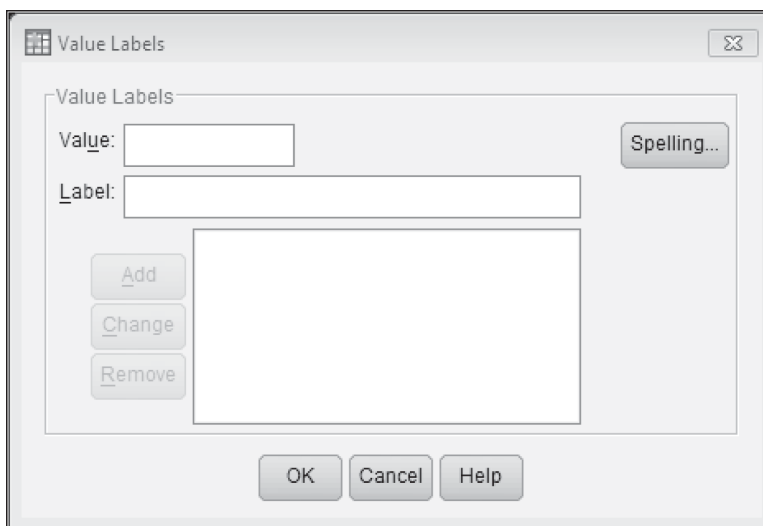 Value Labels
Value Labels
Value:
Spelling...
Label:
Add
Change
Remove
OK Cancel Help